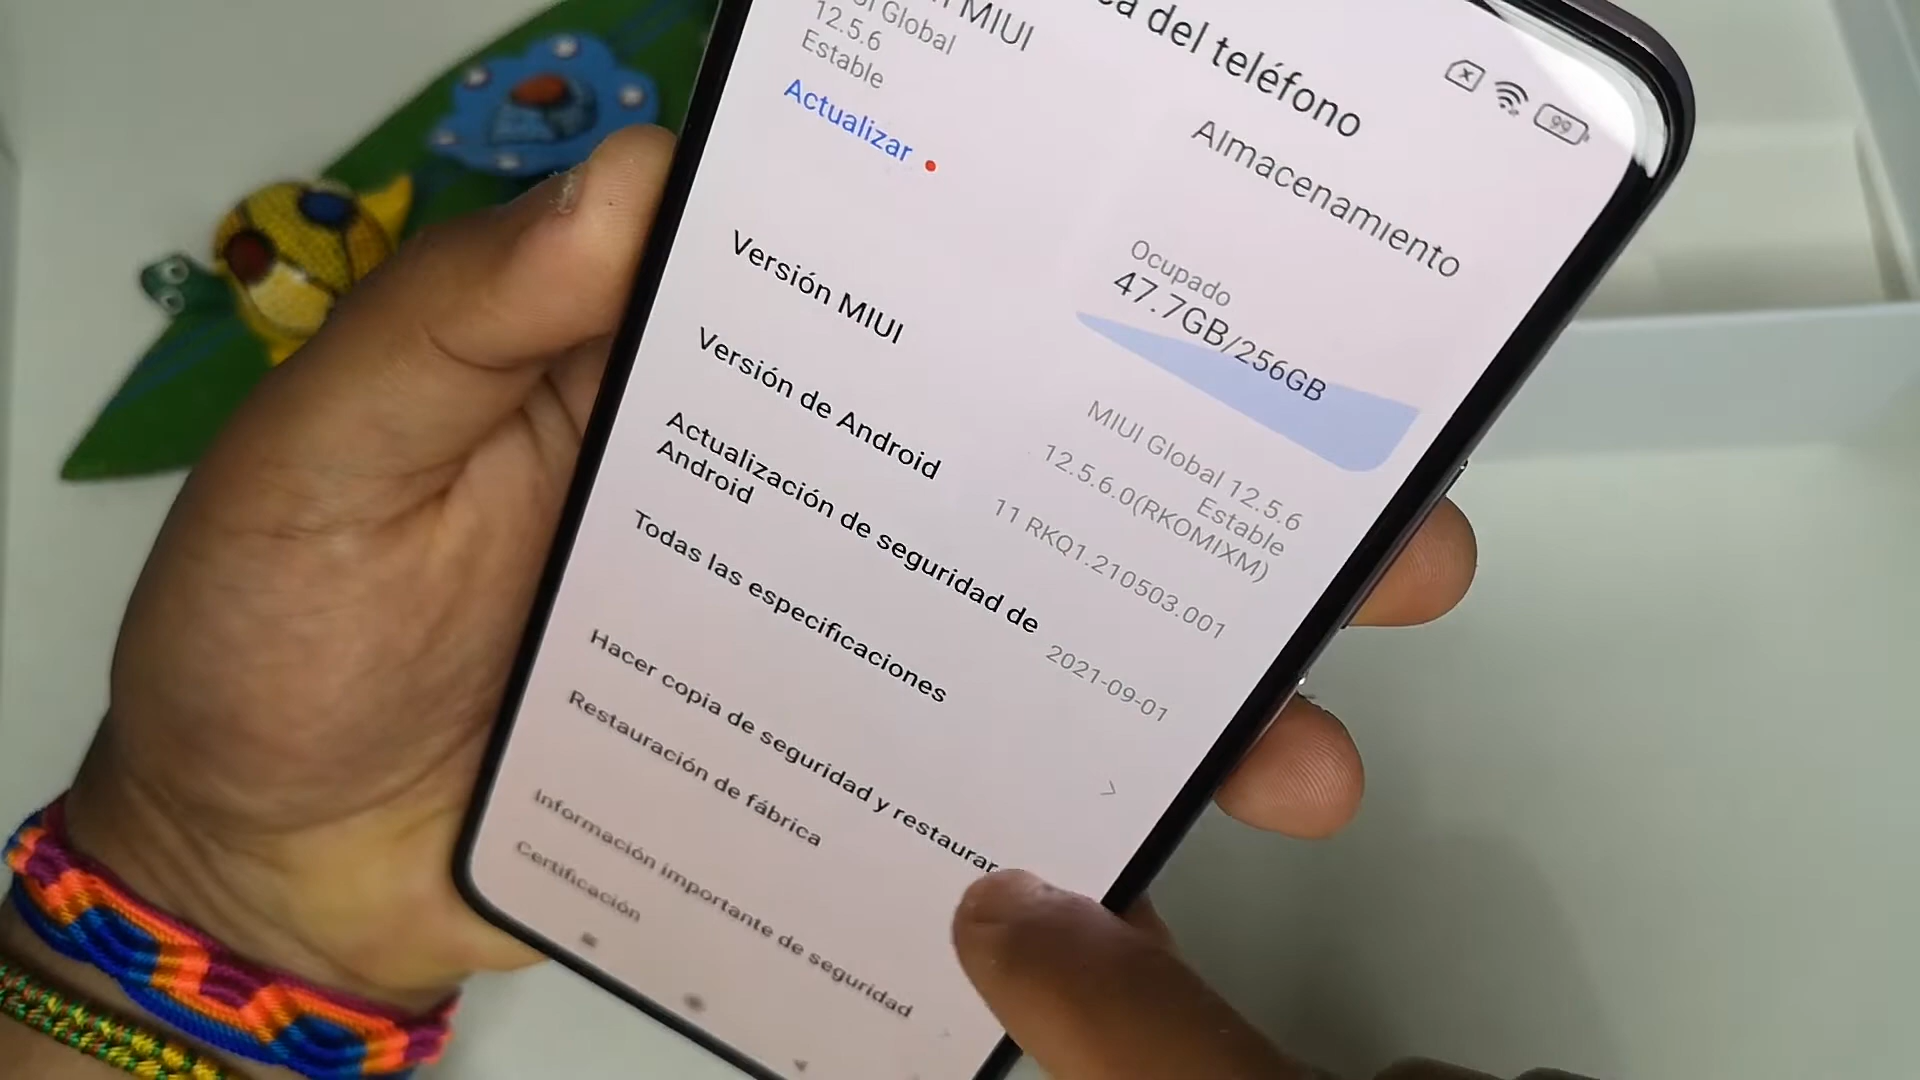 del teléfono
99
MIUI
Global
12.5.6
Estable
Actualizar
Almacenamiento
Ocupado
47.7GB/256GB
Versión MIUI
MIUI Global 12.5.6
Estable
12.5.6.0(RKOMIXM)
Versión de Android
11 RKQ1.210503.001
Actualización de seguridad de
Android
2021-09-01
Todas las especificaciones
Hacer copia de seguridad y restaurar
Restauración de fábrica
Información importante de seguridad
Certificación